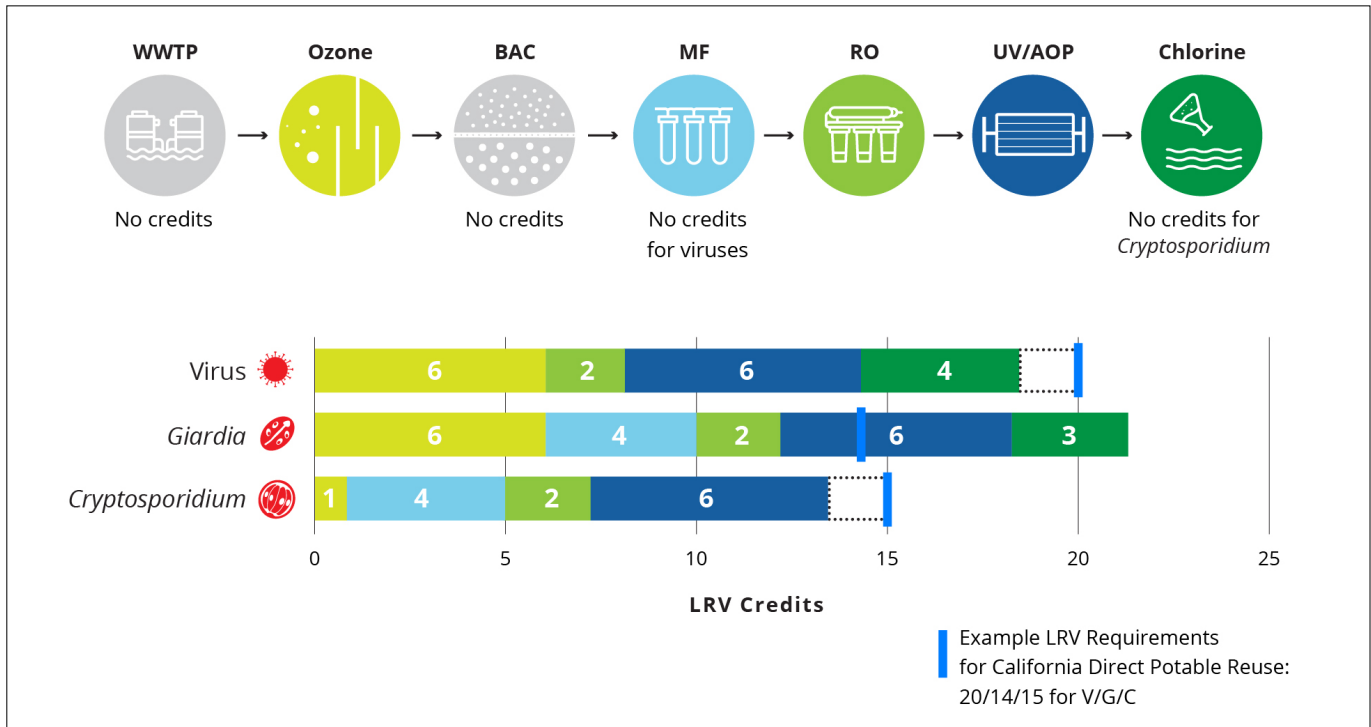 WWTP Ozone BAC MF RO UV/AOP Chlorine
No credits No credits No credits No credits for
for viruses Cryptosporidium
Virus 6 2 6 4
Giardia 6 4 2 6 3
Cryptosporidium 1 4 2 6
0 5 10 15 20 25
LRV Credits
Example LRV Requirements
for California Direct Potable Reuse:
20/14/15 for V/G/C